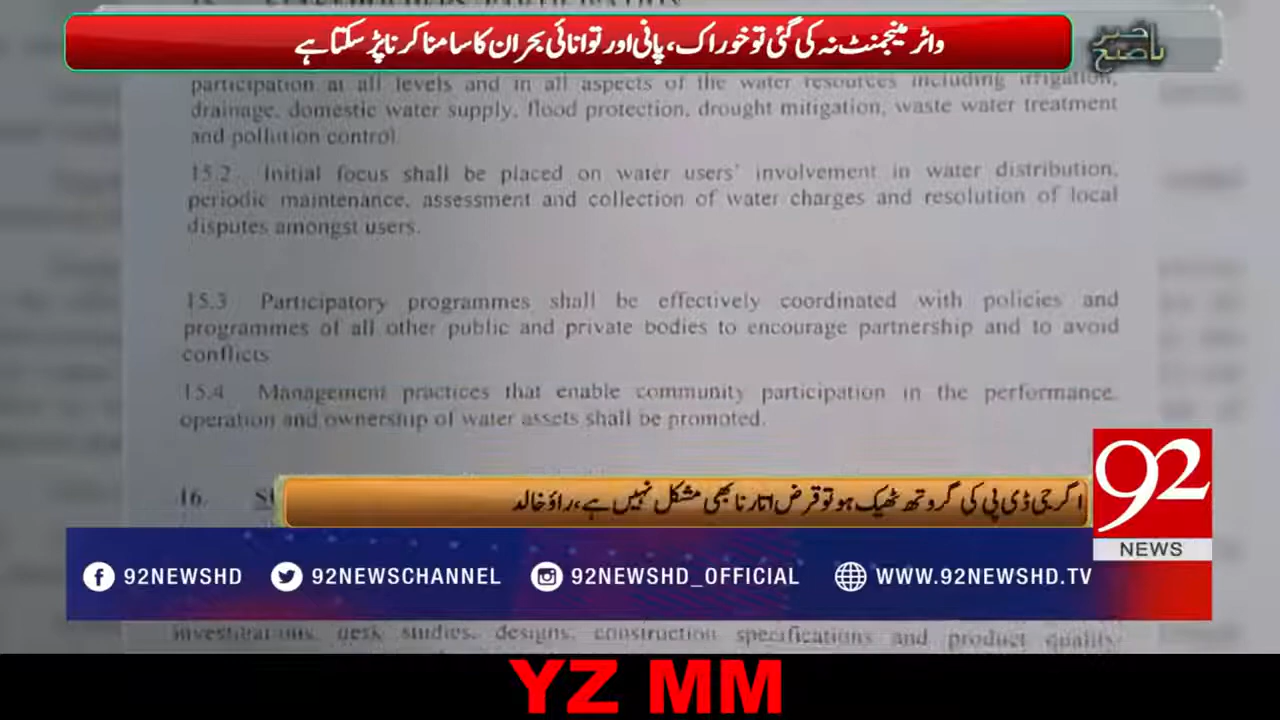 واٹر مینجمنٹ نہ کی گئی تو خوراک، پانی اور توانائی بحران کا سامنا کرنا پڑ سکتا ہے
خبر
باصبح
participation at all levels and in all aspects of the water resources including irrigation,
drainage, domestic water supply, flood protection, drought mitigation, waste water treatment
and pollution control.
15.2 Initial focus shall be placed on water users' involvement in water distribution,
periodic maintenance, assessment and collection of water charges and resolution of local
disputes amongst users.
15.3 Participatory programmes shall be effectively coordinated with policies and
programmes of all other public and private bodies to encourage partnership and to avoid
conflicts
15.4 Management practices that enable community participation in the performance,
operation and ownership of water assets shall be promoted.
16.
اگر جی ڈی پی کی گروتھ ٹھیک ہو تو قرض اتارنا بھی مشکل نہیں ہے، راؤ خالد
92
NEWS
92NEWSHD 92NEWSCHANNEL 92NEWSHD_OFFICIAL WWW.92NEWSHD.TV
investigations, desk studies, designs, construction specifications and product quality
YZ MM